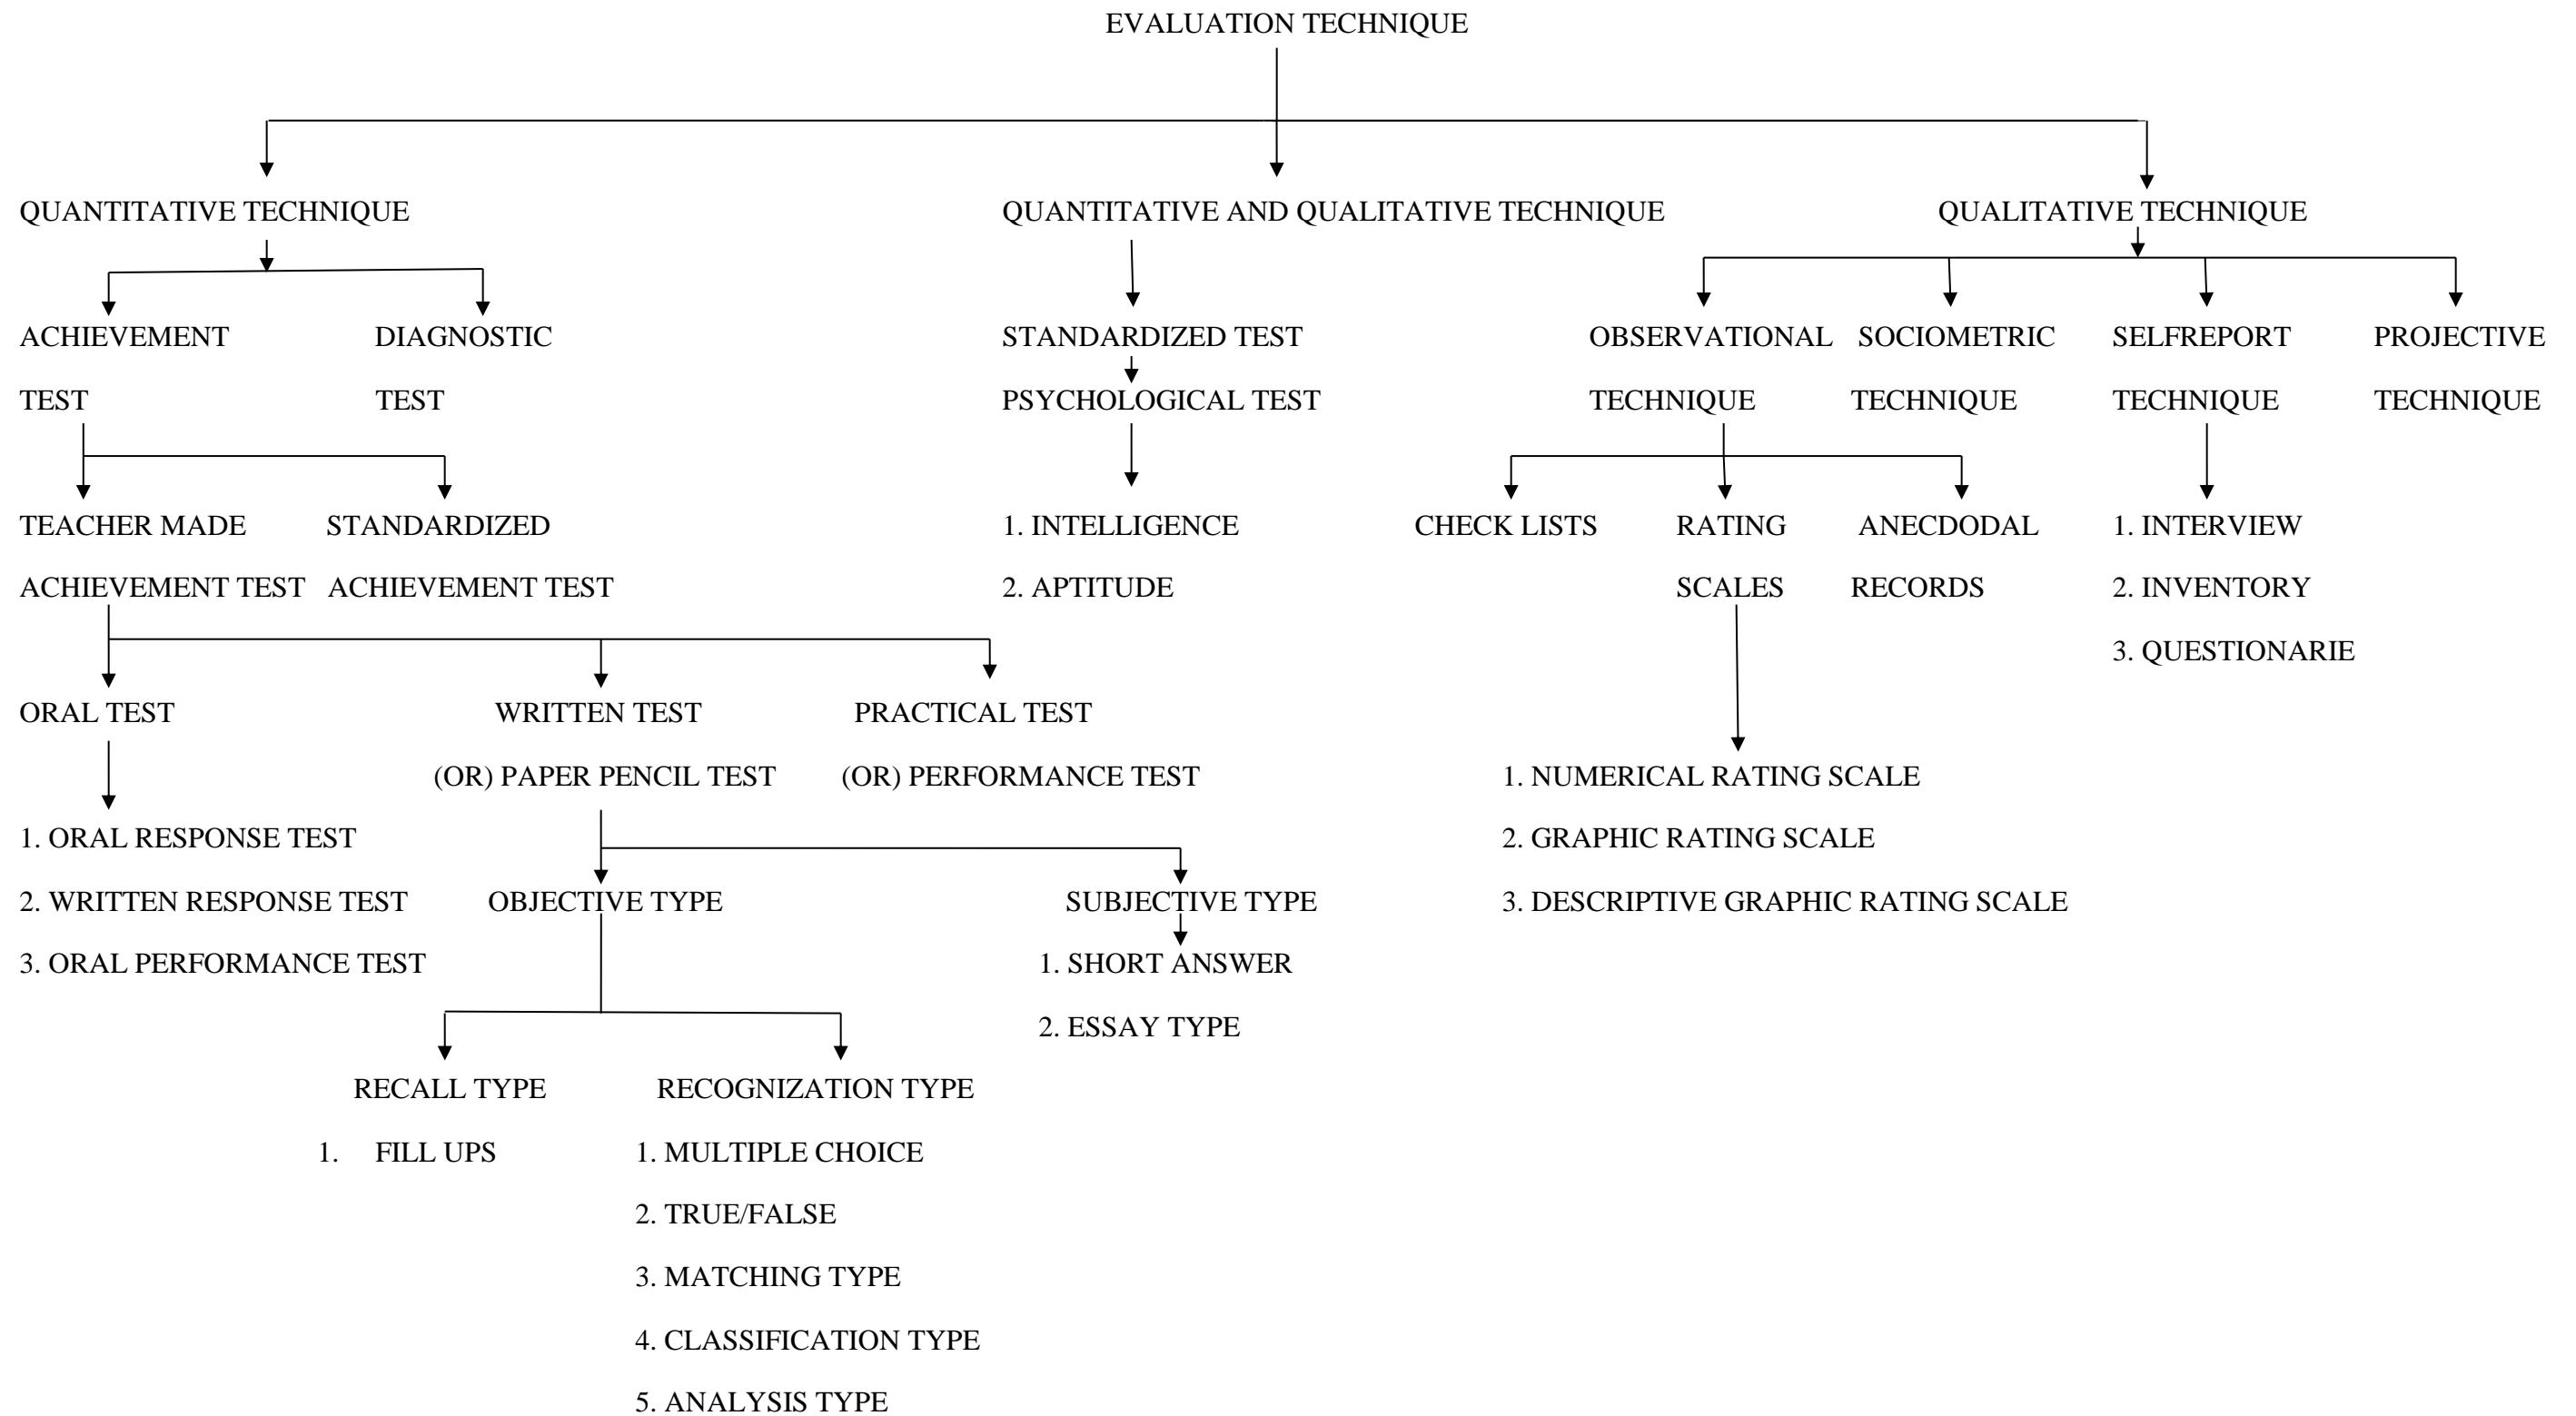 EVALUATION TECHNIQUE
QUANTITATIVE TECHNIQUE QUANTITATIVE AND QUALITATIVE TECHNIQUE QUALITATIVE TECHNIQUE
ACHIEVEMENT DIAGNOSTIC STANDARDIZED TEST OBSERVATIONAL SOCIOMETRIC SELFREPORT PROJECTIVE
TEST TEST PSYCHOLOGICAL TEST TECHNIQUE TECHNIQUE TECHNIQUE TECHNIQUE
TEACHER MADE STANDARDIZED 1. INTELLIGENCE CHECK LISTS RATING ANECDODAL 1. INTERVIEW
ACHIEVEMENT TEST ACHIEVEMENT TEST 2. APTITUDE SCALES RECORDS 2. INVENTORY
3. QUESTIONARIE
ORAL TEST WRITTEN TEST PRACTICAL TEST
(OR) PAPER PENCIL TEST (OR) PERFORMANCE TEST 1. NUMERICAL RATING SCALE
1. ORAL RESPONSE TEST 2. GRAPHIC RATING SCALE
2. WRITTEN RESPONSE TEST OBJECTIVE TYPE SUBJECTIVE TYPE 3. DESCRIPTIVE GRAPHIC RATING SCALE
3. ORAL PERFORMANCE TEST 1. SHORT ANSWER
2. ESSAY TYPE
RECALL TYPE RECOGNIZATION TYPE
1. FILL UPS 1. MULTIPLE CHOICE
2. TRUE/FALSE
3. MATCHING TYPE
4. CLASSIFICATION TYPE
5. ANALYSIS TYPE